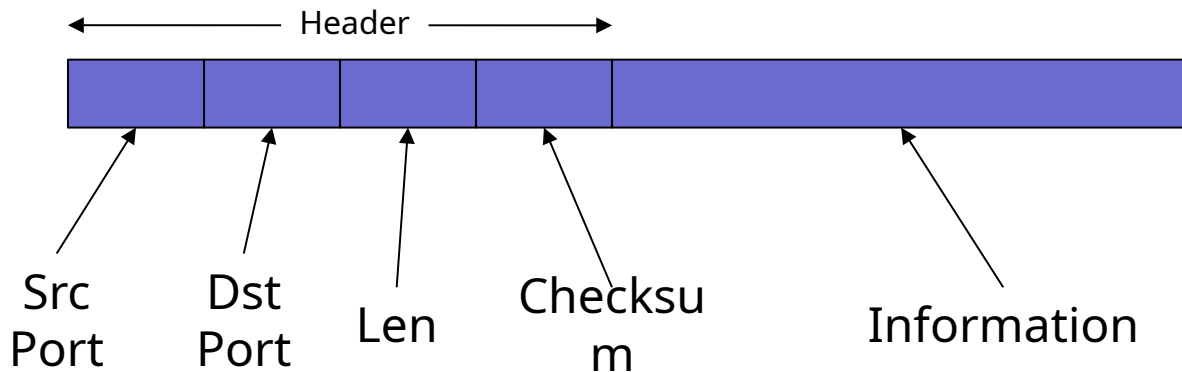 Header
Src
Port
Dst
Port
Len
Checksu
m
Information